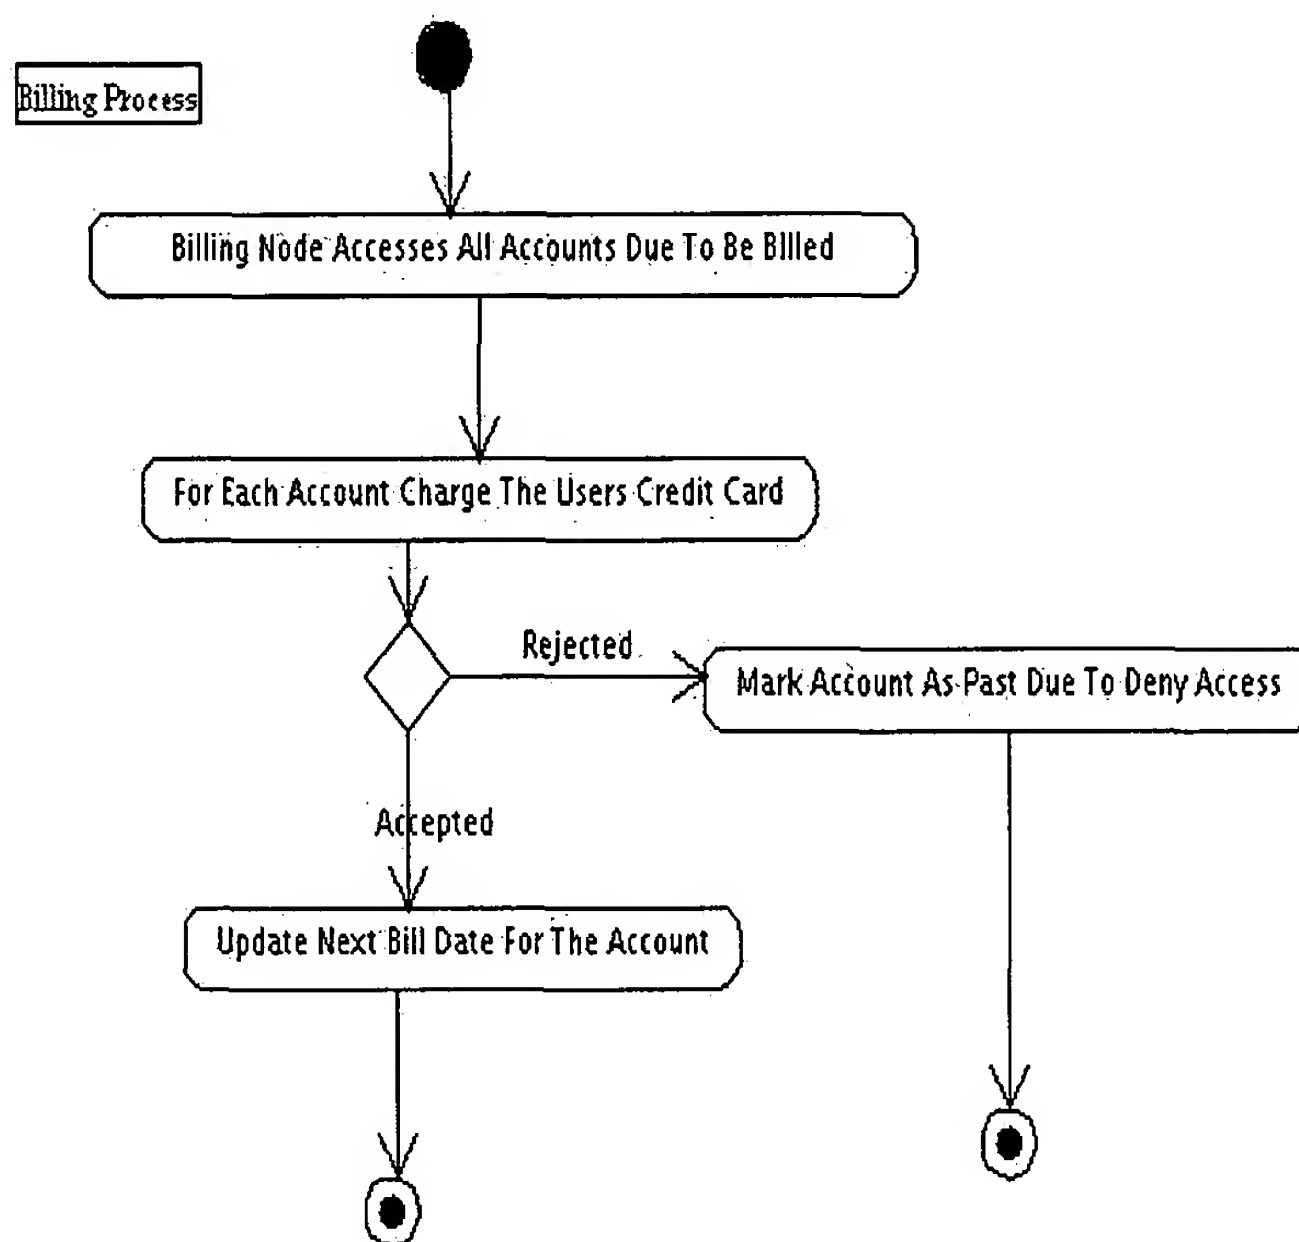 Billing Process
Billing Node Accesses All Accounts Due To Be Billed
For Each Account Charge The Users Credit Card
Rejected
Mark Account As Past Due To Deny Access
Accepted
Update Next Bill Date For The Account